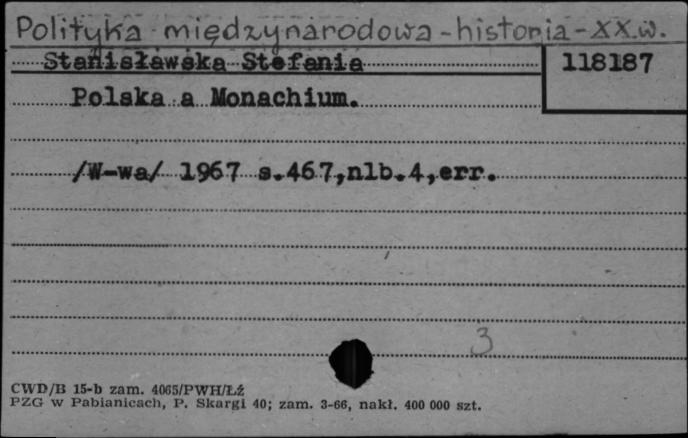 Polityka międzynarodowa - historia - XX w.
Stanisławska Stefania 118187
Polska a Monachium.
/W-wa/ 1967 s.467,nlb.4,err.
3
CWD/B 15-b zam. 4065/PWH/Łź
PZG w Pabianicach, P. Skargi 40; zam. 3-66, nakł. 400 000 szt.